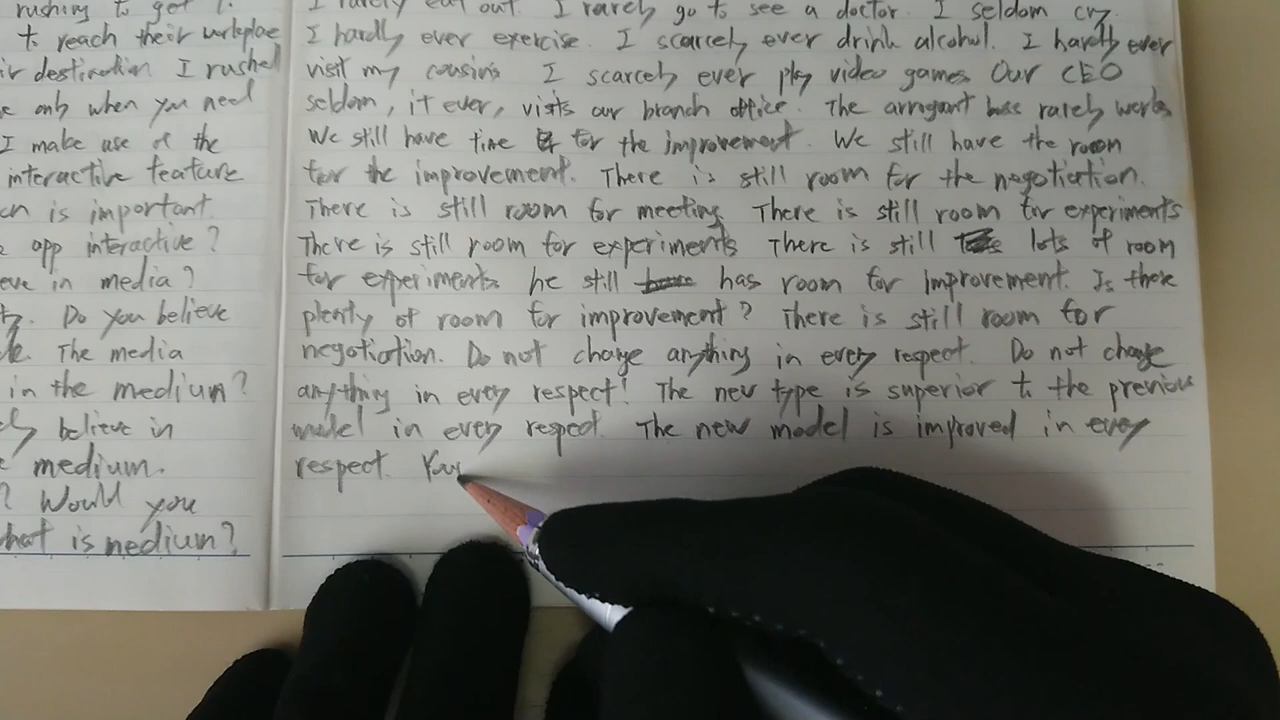 rushing to get
to reach their workplace
destination I rushed
only when you need
I make use of the
interactive feature
is important.
app interactive?
in media?
Do you believe
The media
in the medium?
believe in
medium.
? Would you
What is medium?
I rarely eat out. I rarely go to see a doctor. I seldom cry.
I hardly ever exercise. I scarcely ever drink alcohol. I hardly ever
visit my cousins I scarcely ever play video games. Our CEO
seldom, if ever, visits our branch office. The arrogant rarely works
We still have time for the improvement. We still have the room
for the improvement. There is still room for the negotiation.
There is still room for meeting. There is still room for experiments
There is still room for experiments There is still lots of room
for experiments. he still has room for improvement. Is there
plenty of room for improvement? There is still room for
negotiation. Do not change anything in every respect. Do not change
anything in every respect! The new type is superior to the previous
model in every respect. The new model is improved in every
respect. Your